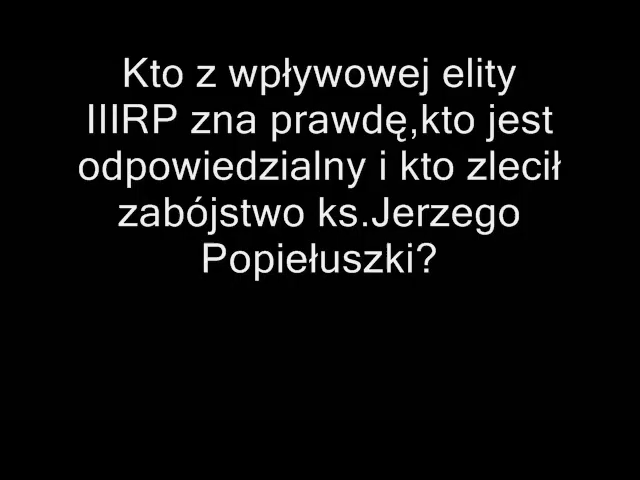 Kto z wpływowej elity
IIIRP zna prawdę,kto jest
odpowiedzialny i kto zlecił
zabójstwo ks.Jerzego
Popiełuszki?